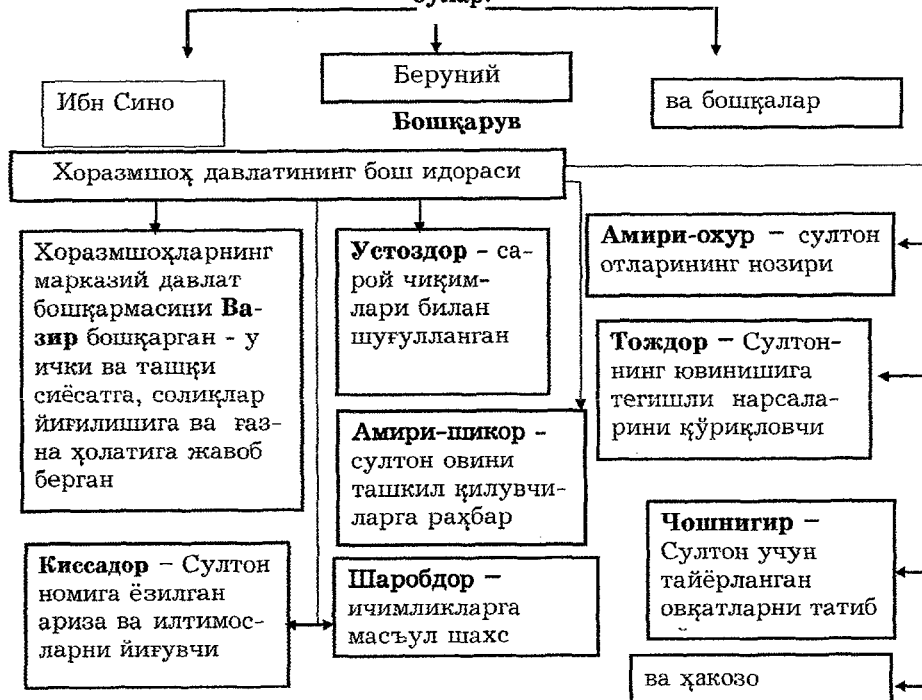 Ибн Сино
Беруний
ва бошқалар
Бошқарув
Хоразмшоҳ давлатининг бош идораси
Хоразмшоҳларнинг
марказий давлат
бошқармасини Ва-
зир бошқарган - у
ички ва ташқи
сиёсатга, солиқлар
йиғилишига ва ғаз-
на ҳолатига жавоб
берган
Устоздор - са-
рой чиқим-
лари билан
шуғулланган
Амири-охур – султон
отларининг нозири
Тождор – Султон-
нинг ювинишига
тегишли нарсала-
рини қўриқловчи
Амири-шикор -
султон овини
ташкил қилувчи-
ларга раҳбар
Чошнигир –
Султон учун
тайёрланган
овқатларни татиб
Киссадор – Султон
номига ёзилган
ариза ва илтимос-
ларни йиғувчи
Шаробдор –
ичимликларга
масъул шахс
ва ҳакозо